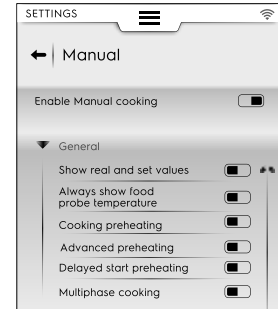 SETTINGS
Manual
Enable Manual cooking
General
Show real and set values
Always show food
probe temperature
Cooking preheating
Advanced preheating
Delayed start preheating
Multiphase cooking